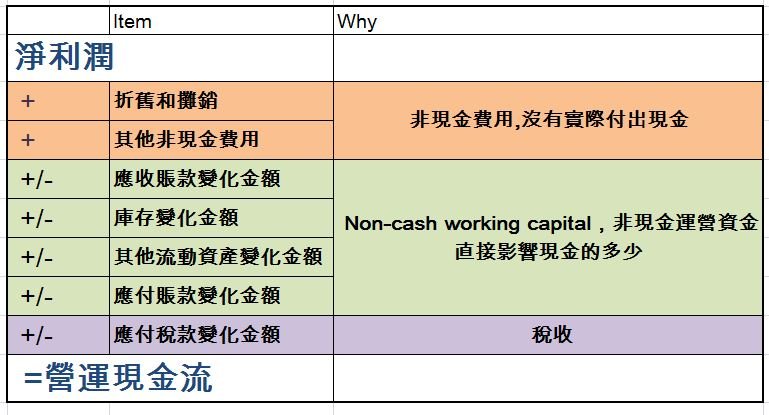 Item Why
淨利潤
+ 折舊和攤銷
非現金費用,沒有實際付出現金
+ 其他非現金費用
+/- 應收賬款變化金額
+/- 庫存變化金額
Non-cash working capital，非現金運營資金
直接影響現金的多少
+/- 其他流動資產變化金額
+/- 應付賬款變化金額
+/- 應付稅款變化金額 稅收
=營運現金流